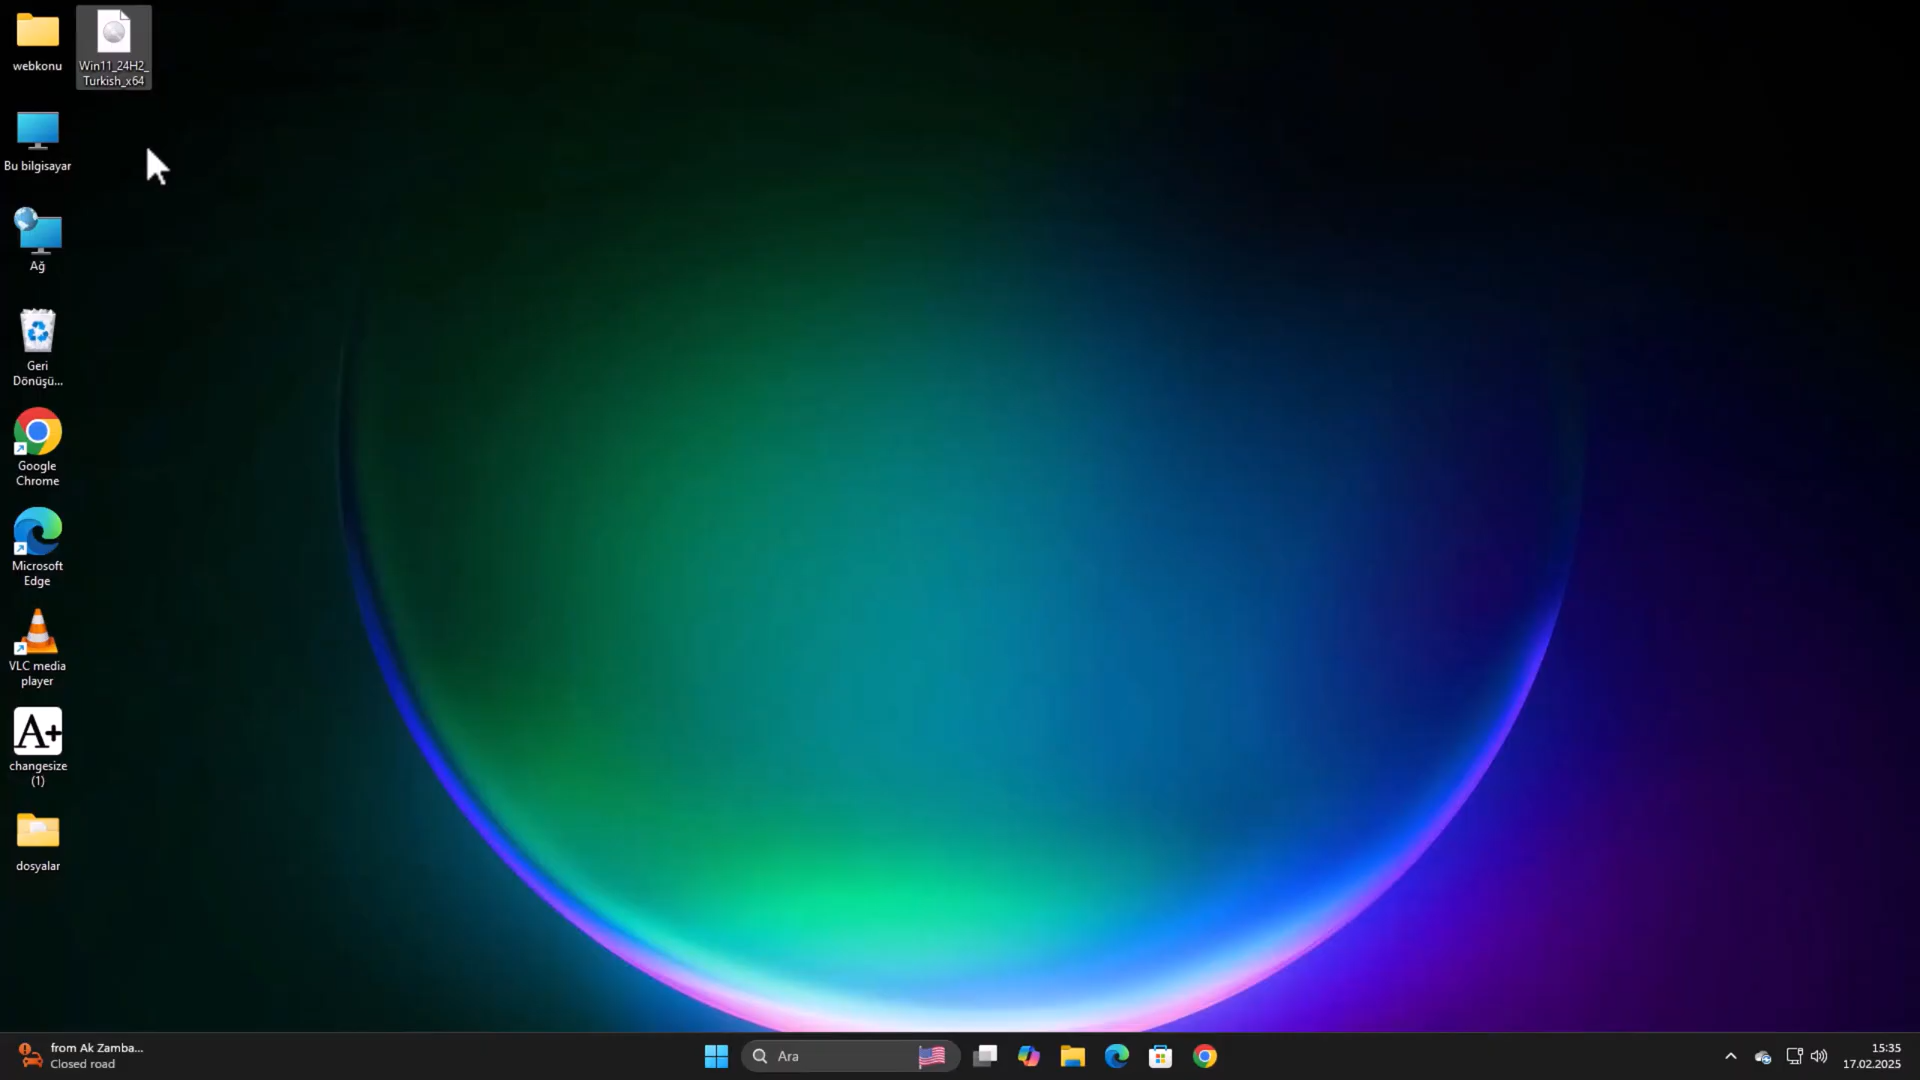 webkonu
Win11_24H2_
Turkish_x64
Bu bilgisayar
Ağ
Geri
Dönüşü...
Google
Chrome
Microsoft
Edge
VLC media
player
A+
changesize
(1)
dosyalar
from Ak Zamba...
Closed road
Ara
15:35
17.02.2025